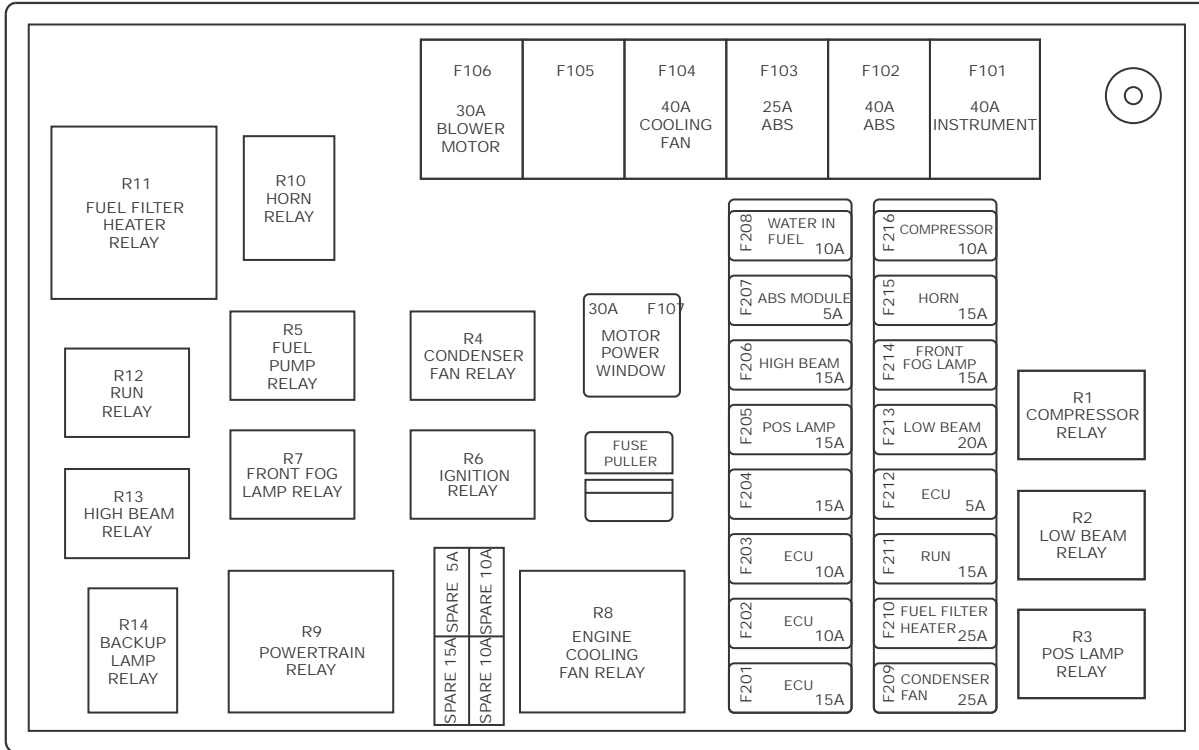 F106
30A
BLOWER
MOTOR
F105
F104
40A
COOLING
FAN
F103
25A
ABS
F102
40A
ABS
F101
40A
INSTRUMENT
R11
FUEL FILTER
HEATER
RELAY
R10
HORN
RELAY
F208
WATER IN
FUEL
10A
F216
COMPRESSOR
10A
F207
ABS MODULE
5A
F215
HORN
15A
R5
FUEL
PUMP
RELAY
R4
CONDENSER
FAN RELAY
30A F107
MOTOR
POWER
WINDOW
F206
HIGH BEAM
15A
F214
FRONT
FOG LAMP
15A
R12
RUN
RELAY
R1
COMPRESSOR
RELAY
F205
POS LAMP
15A
F213
LOW BEAM
20A
R7
FRONT FOG
LAMP RELAY
R6
IGNITION
RELAY
FUSE
PULLER
F204
15A
F212
ECU
5A
R13
HIGH BEAM
RELAY
R2
LOW BEAM
RELAY
F203
ECU
10A
F211
RUN
15A
SPARE 5A
SPARE 10A
SPARE 15A
SPARE 10A
R14
BACKUP
LAMP
RELAY
R9
POWERTRAIN
RELAY
R8
ENGINE
COOLING
FAN RELAY
F202
ECU
10A
F210
FUEL FILTER
HEATER
25A
R3
POS LAMP
RELAY
F201
ECU
15A
F209
CONDENSER
FAN
25A